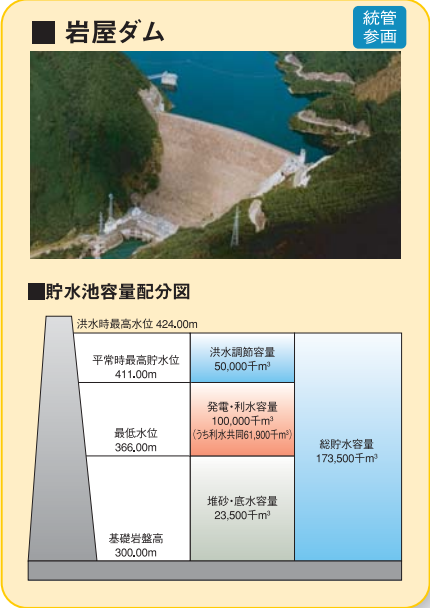 ■ 岩屋ダム
統管
参画
■貯水池容量配分図
洪水時最高水位 424.00m
平常時最高貯水位
411.00m
洪水調節容量
50,000千m³
発電・利水容量
100,000千m³
(うち利水共同61,900千m³)
最低水位
366.00m
総貯水容量
173,500千m³
堆砂・底水容量
23,500千m³
基礎岩盤高
300.00m